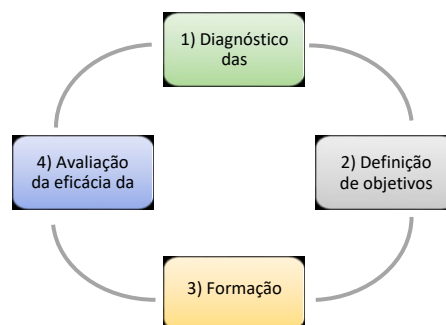 1) Diagnóstico
das
2) Definição
de objetivos
3) Formação
4) Avaliação
da eficácia da